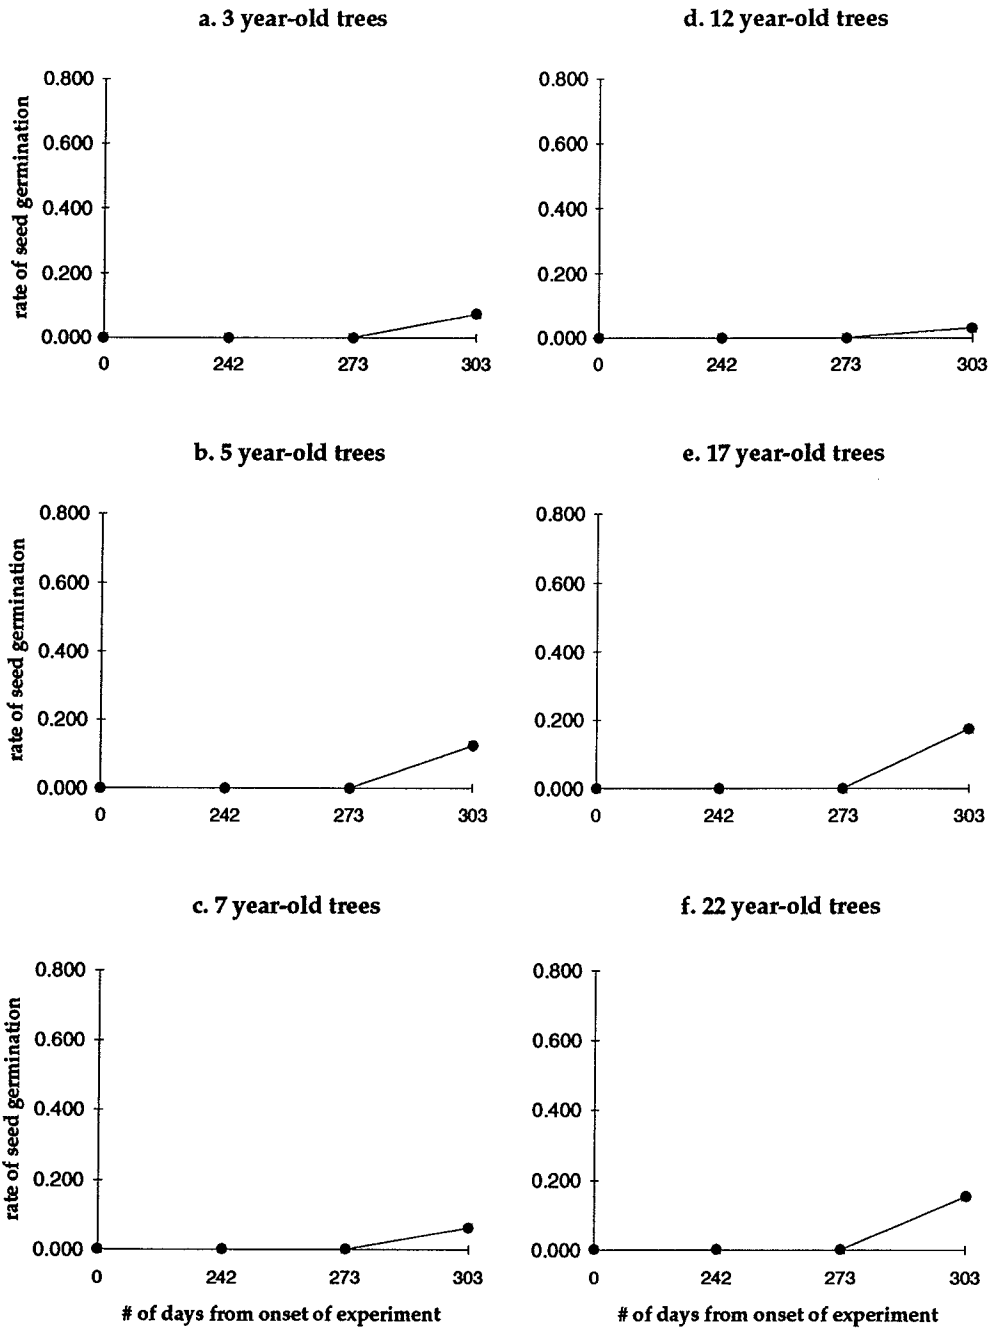 a. 3 year-old trees
0.800
0.600
0.400
0.200
0.000
rate of seed germination
0 242 273 303
d. 12 year-old trees
0.800
0.600
0.400
0.200
0.000
0 242 273 303
b. 5 year-old trees
0.800
0.600
0.400
0.200
0.000
rate of seed germination
0 242 273 303
e. 17 year-old trees
0.800
0.600
0.400
0.200
0.000
0 242 273 303
c. 7 year-old trees
0.800
0.600
0.400
0.200
0.000
rate of seed germination
0 242 273 303
# of days from onset of experiment
f. 22 year-old trees
0.800
0.600
0.400
0.200
0.000
0 242 273 303
# of days from onset of experiment